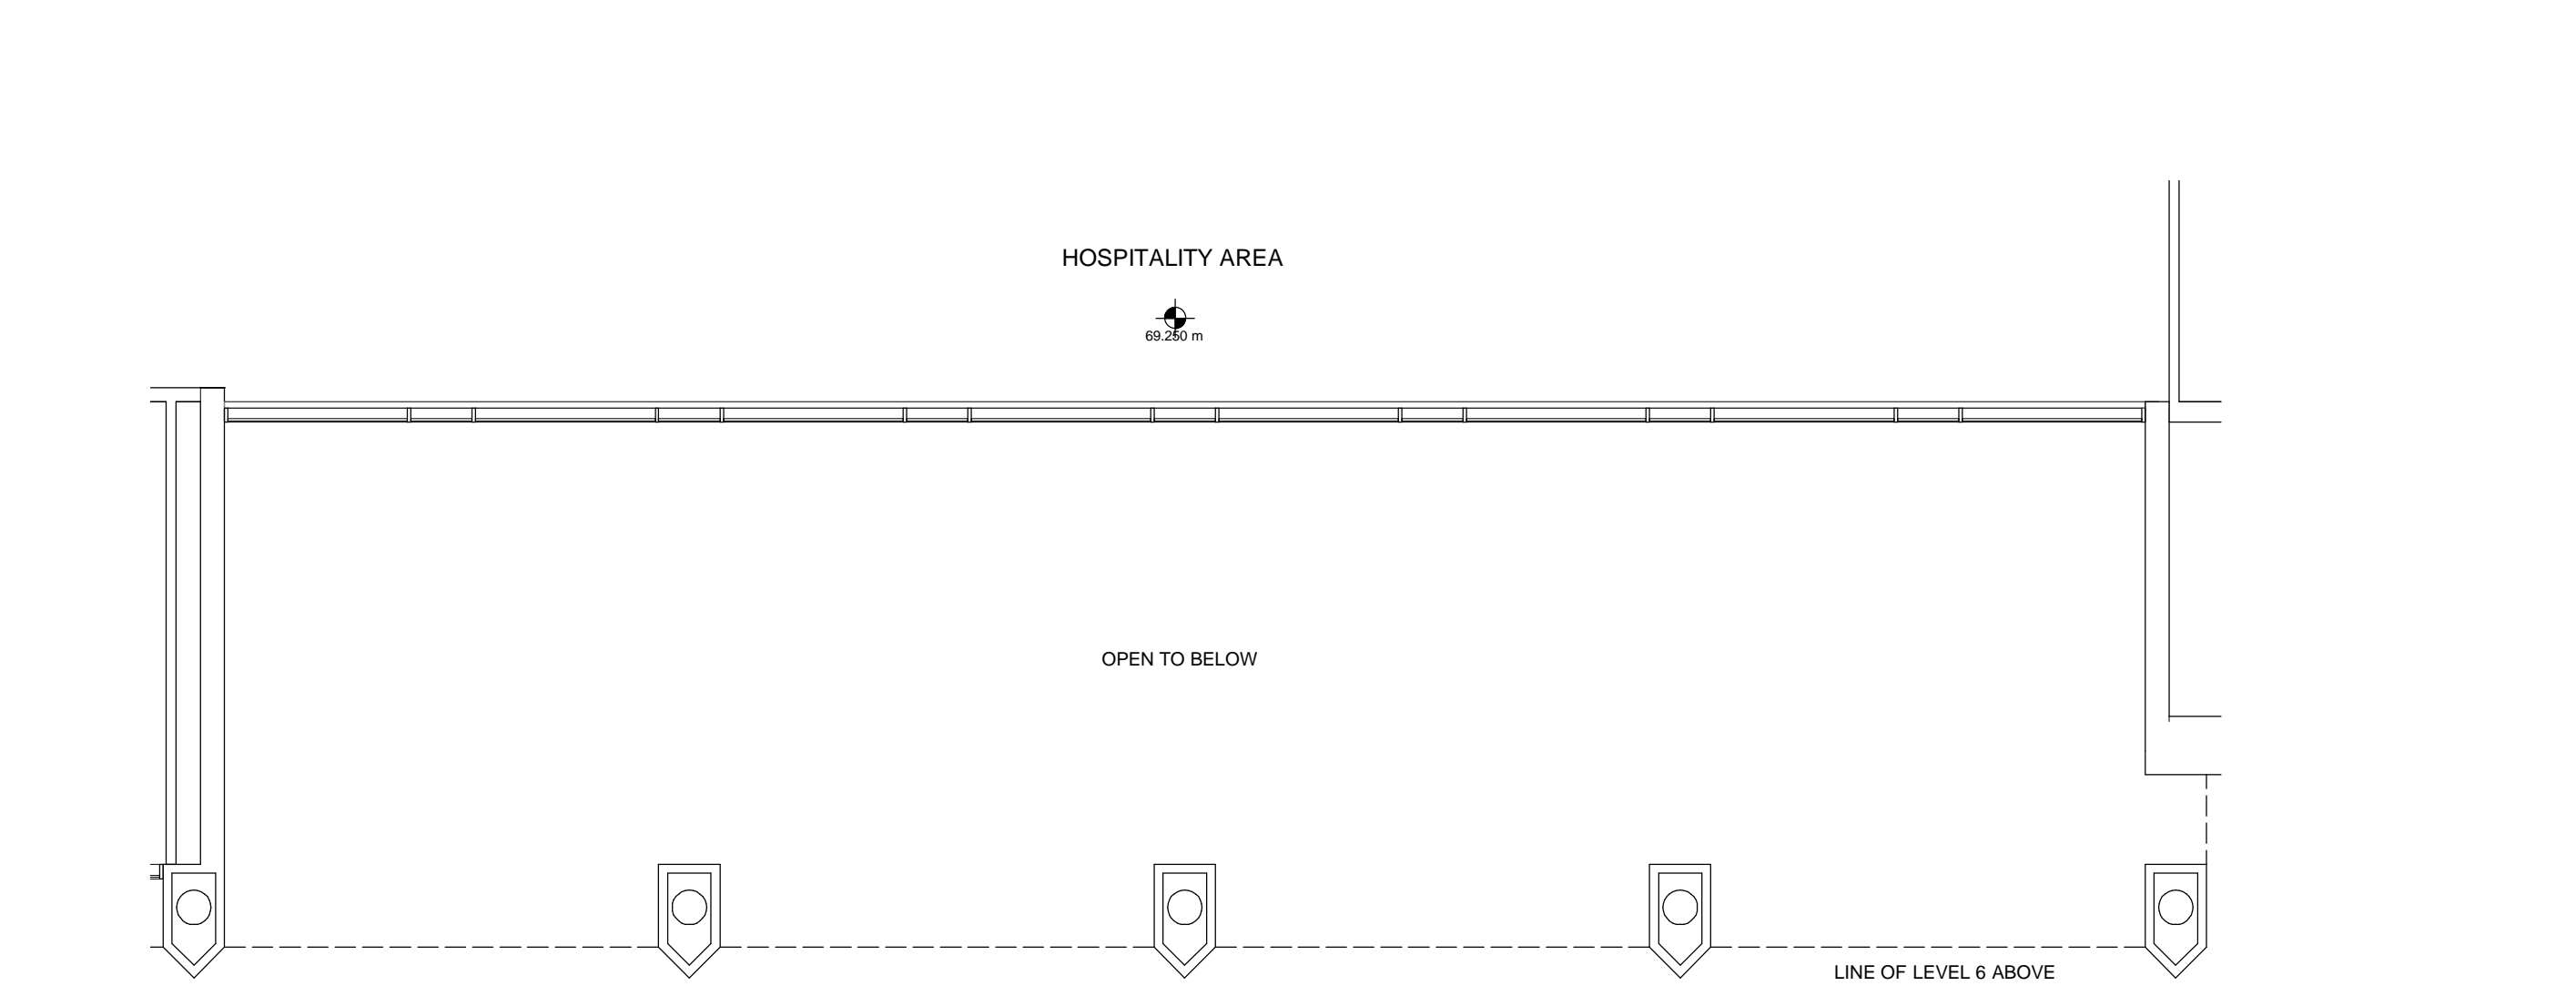 HOSPITALITY AREA
69.250 m
OPEN TO BELOW
LINE OF LEVEL 6 ABOVE